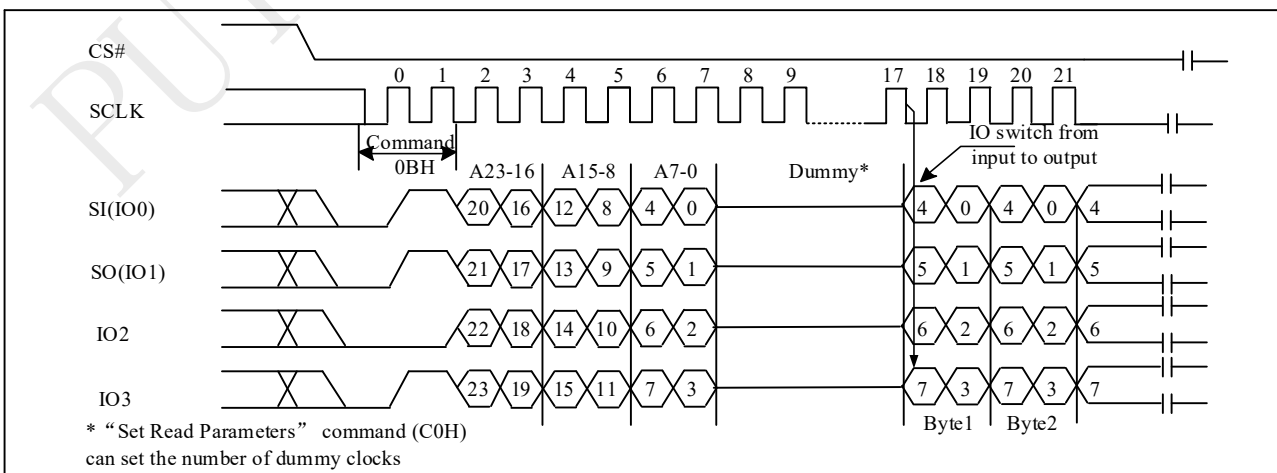 PU
CS#
0 1 2 3 4 5 6 7 8 9 17 18 19 20 21
SCLK
Command
0BH
IO switch from
input to output
A23-16 A15-8 A7-0 Dummy*
SI(IO0) 20 16 12 8 4 0 4 0 4 0 4
SO(IO1) 21 17 13 9 5 1 5 1 5 1 5
IO2 22 18 14 10 6 2 6 2 6 2 6
IO3 23 19 15 11 7 3 7 3 7 3 7
Byte1 Byte2
* “Set Read Parameters” command (C0H)
can set the number of dummy clocks